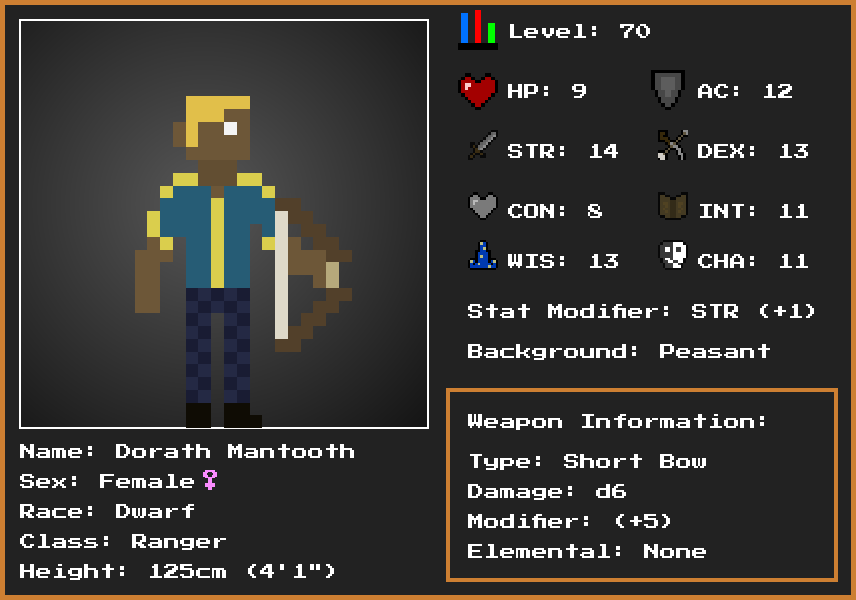 Level: 70
HP: 9
AC: 12
STR: 14
DEX: 13
CON: 8
INT: 11
WIS: 13
CHA: 11
Stat Modifier: STR (+1)
Background: Peasant
Weapon Information:
Type: Short Bow
Damage: d6
Modifier: (+5)
Elemental: None
Name: Dorath Mantooth
Sex: Female♀
Race: Dwarf
Class: Ranger
Height: 125cm (4'1")